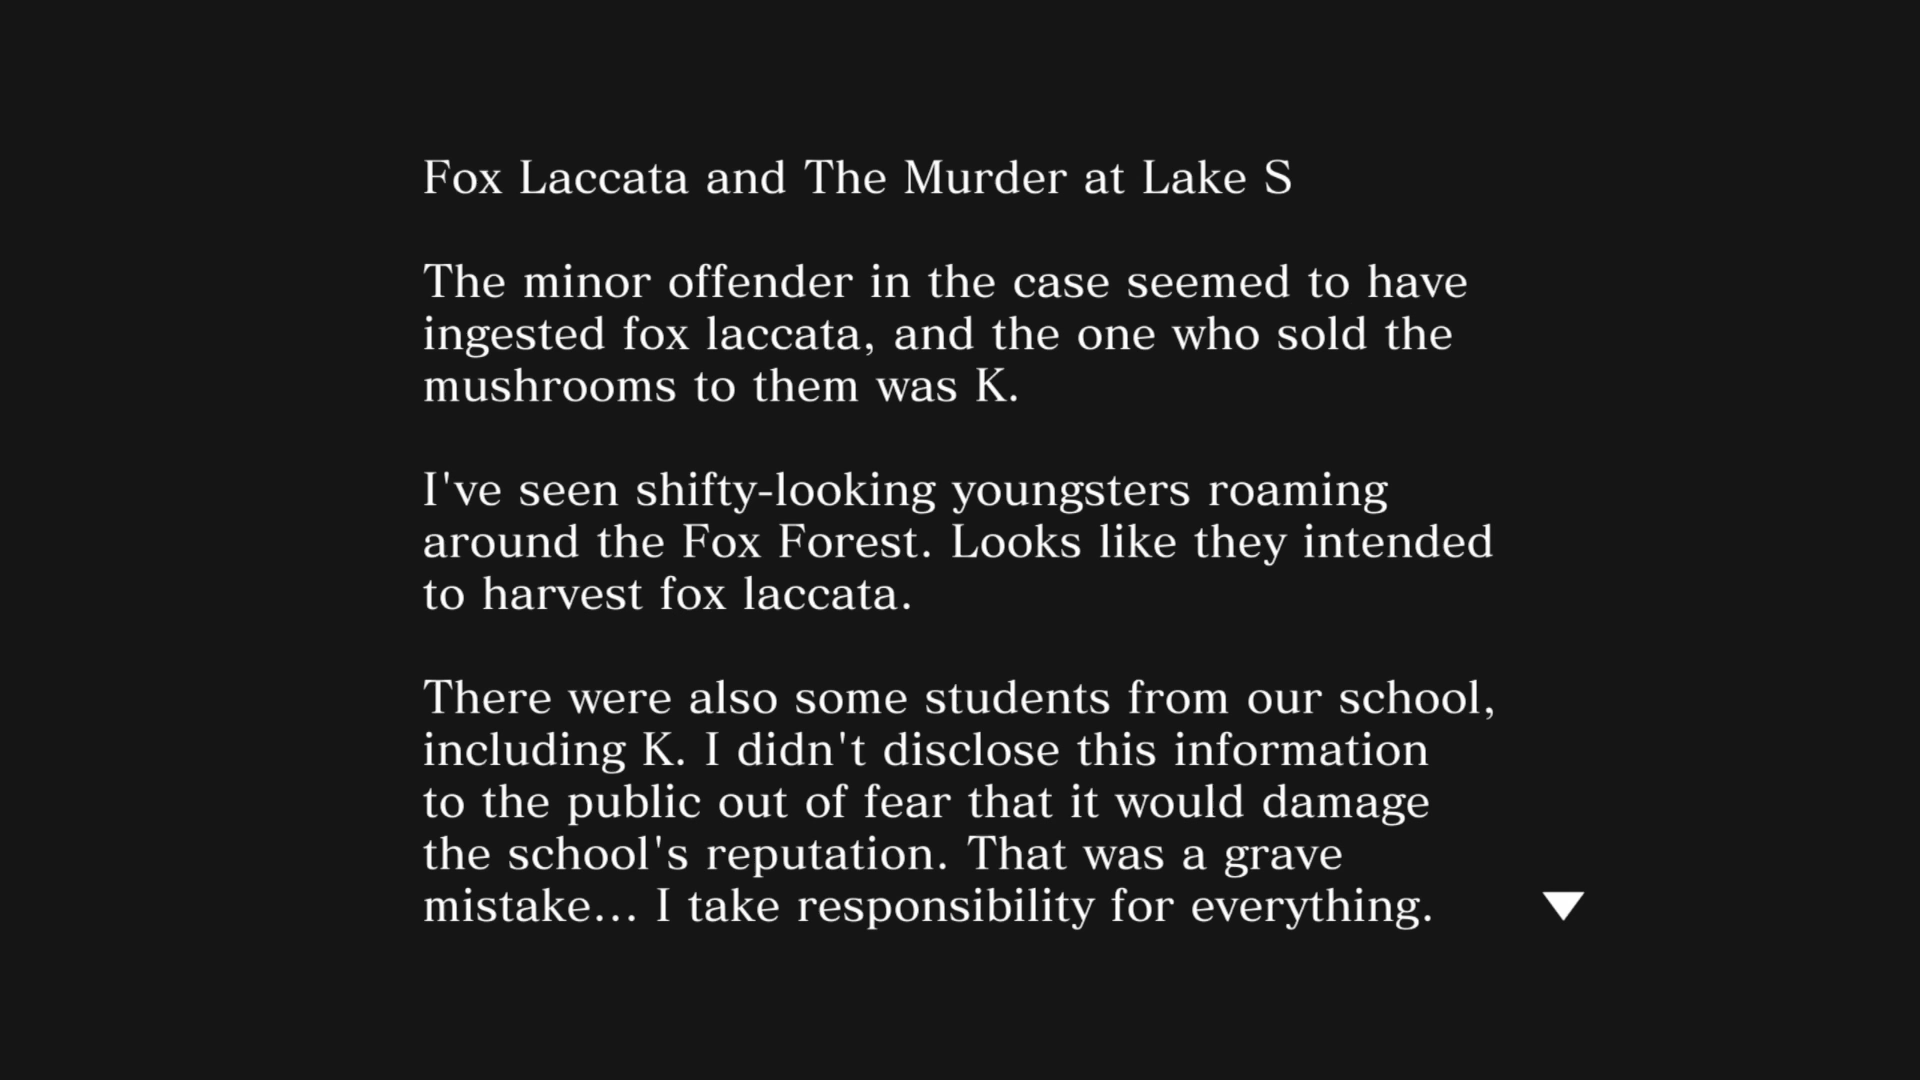 Fox Laccata and The Murder at Lake S
The minor offender in the case seemed to have
ingested fox laccata, and the one who sold the
mushrooms to them was K.
I've seen shifty-looking youngsters roaming
around the Fox Forest. Looks like they intended
to harvest fox laccata.
There were also some students from our school,
including K. I didn't disclose this information
to the public out of fear that it would damage
the school's reputation. That was a grave
mistake... I take responsibility for everything.